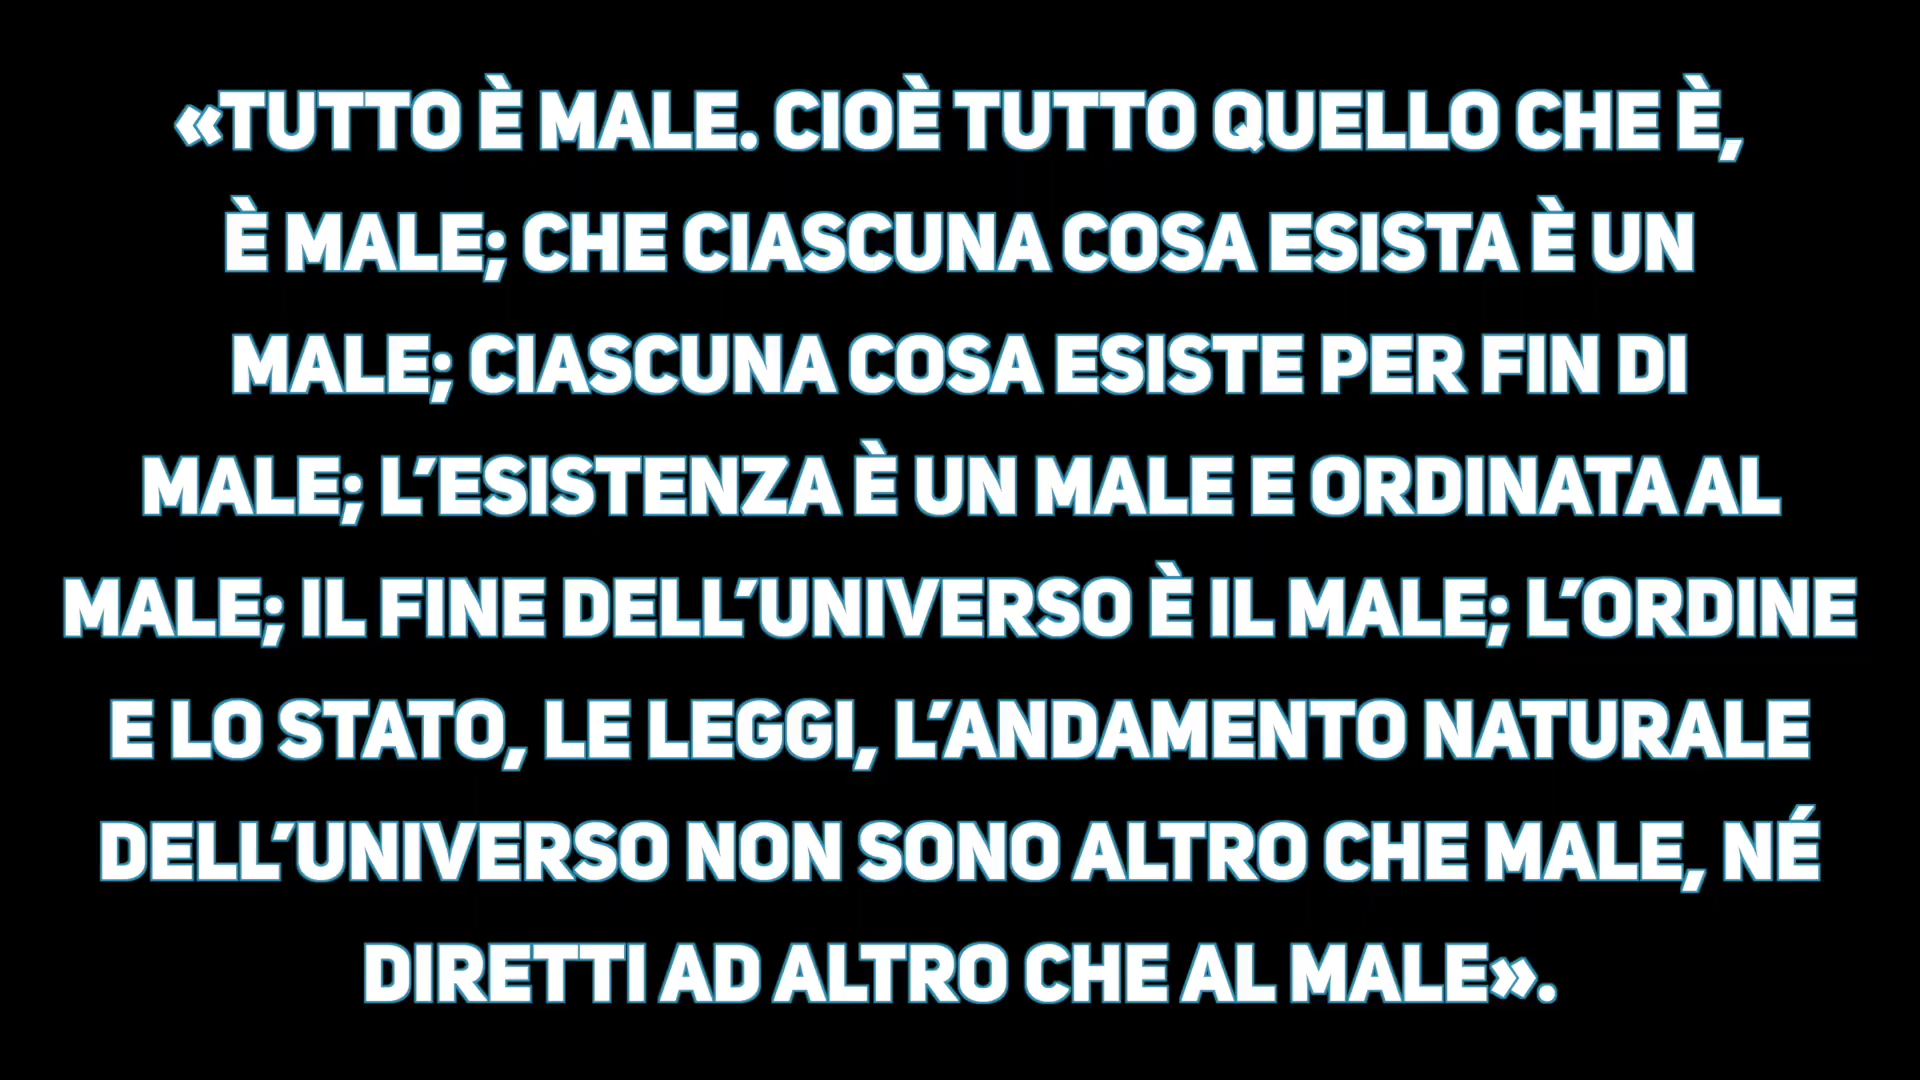 «TUTTO È MALE. CIOÈ TUTTO QUELLO CHE È,
È MALE; CHE CIASCUNA COSA ESISTA È UN
MALE; CIASCUNA COSA ESISTE PER FIN DI
MALE; L’ESISTENZA È UN MALE E ORDINATA AL
MALE; IL FINE DELL’UNIVERSO È IL MALE; L’ORDINE
E LO STATO, LE LEGGI, L’ANDAMENTO NATURALE
DELL’UNIVERSO NON SONO ALTRO CHE MALE, NÉ
DIRETTI AD ALTRO CHE AL MALE».